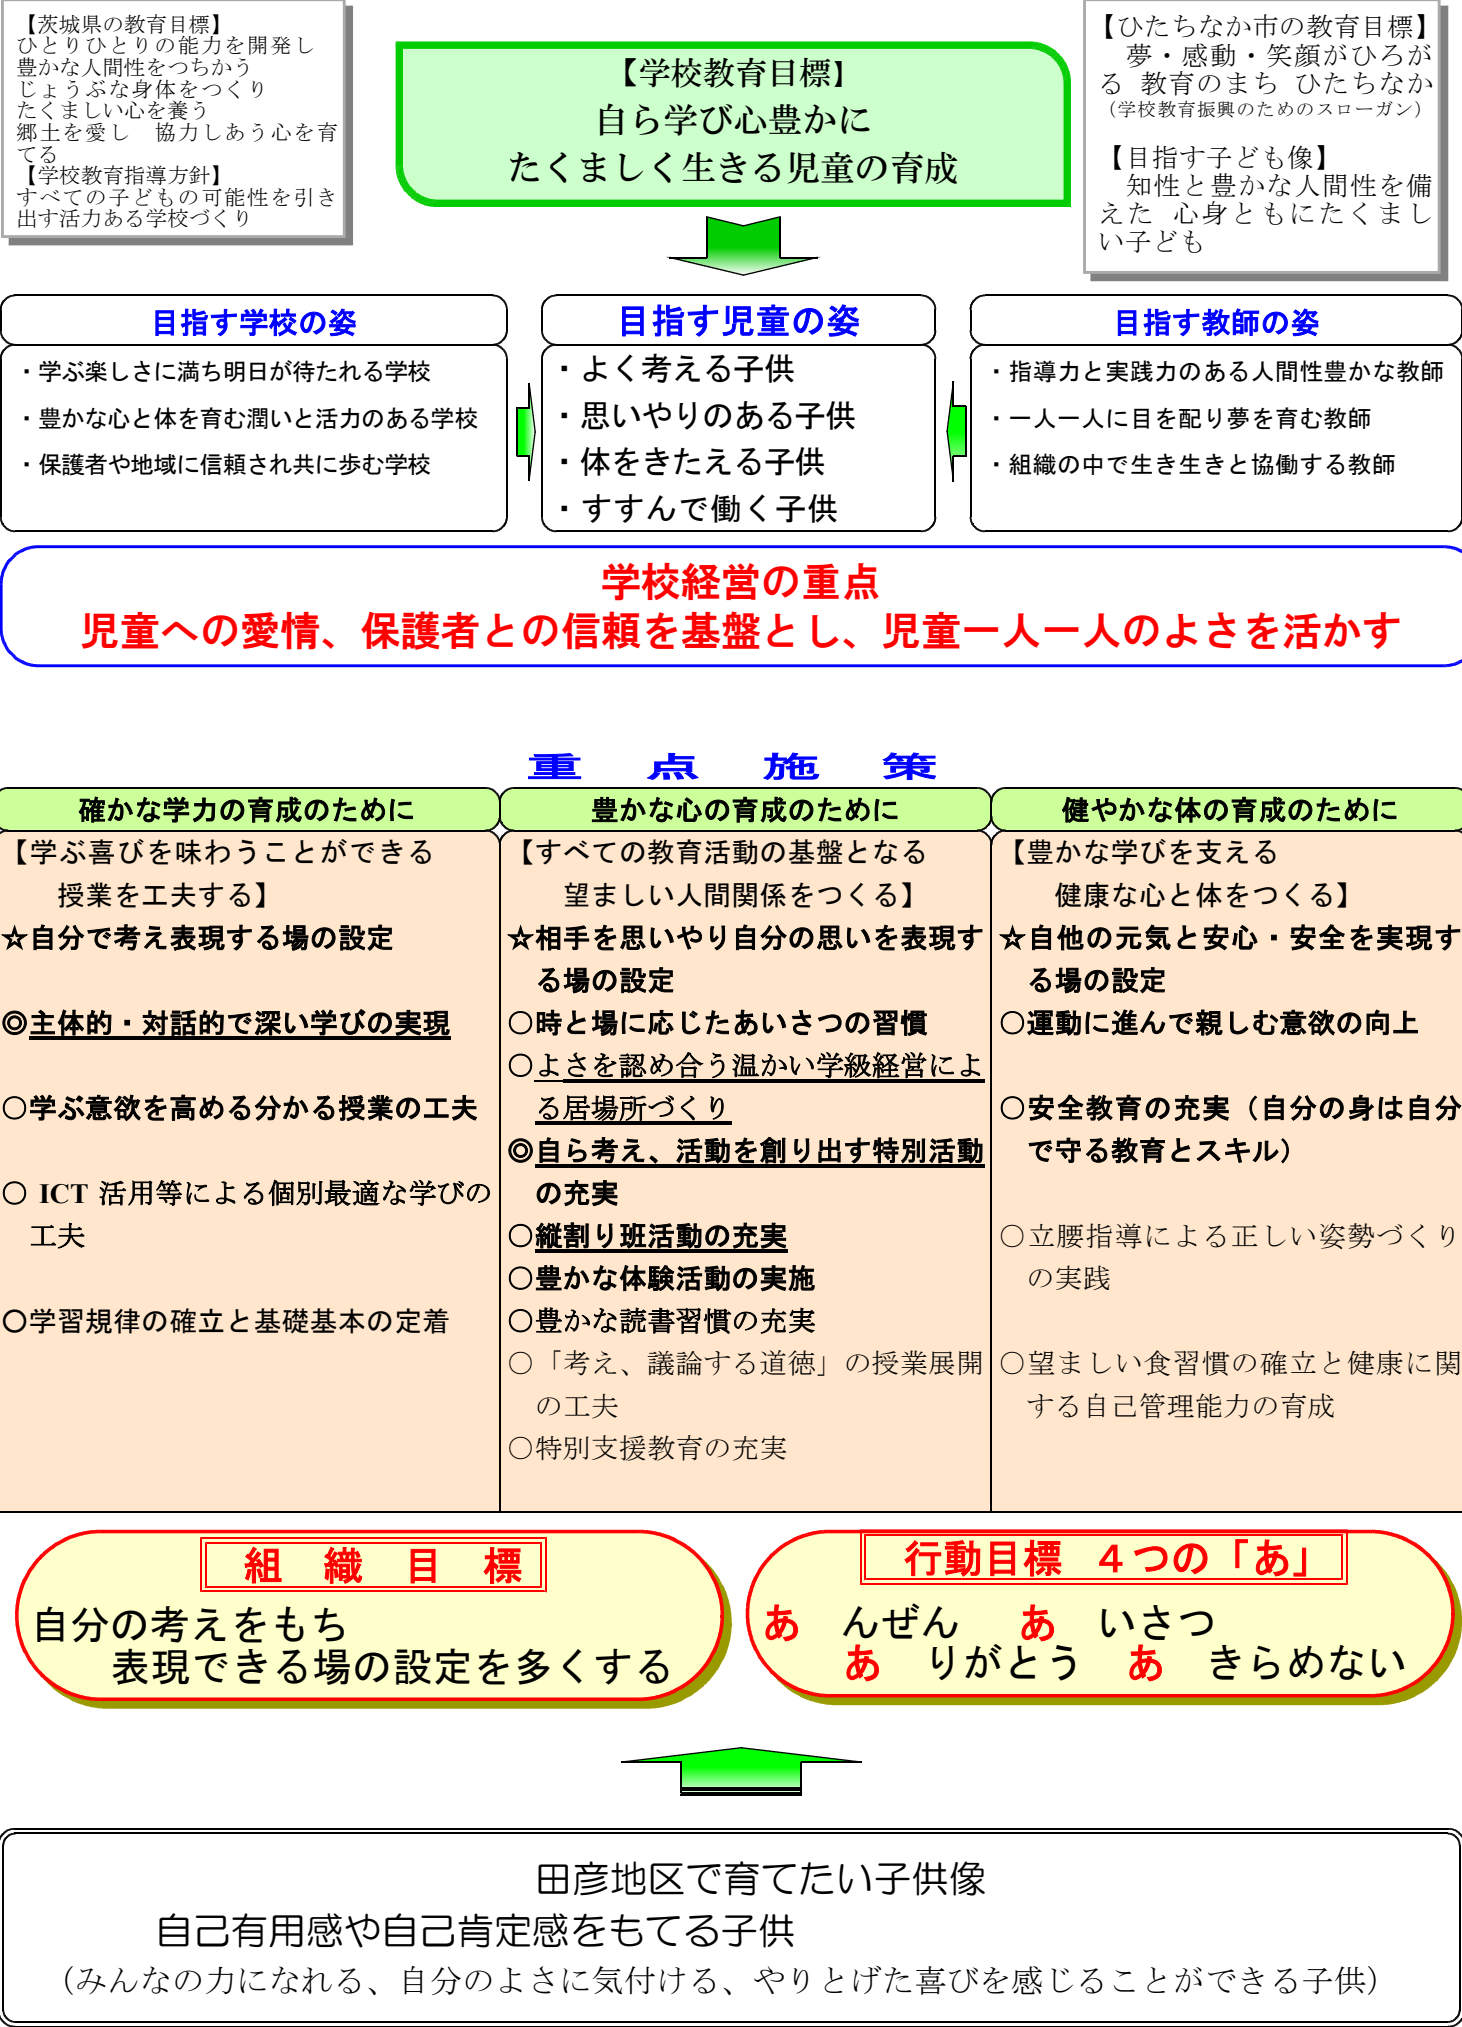 【茨城県の教育目標】
ひとりひとりの能力を開発し
豊かな人間性をつちかう
じょうぶな身体をつくり
たくましい心を養う
郷土を愛し　協力しあう心を育
てる
【学校教育指導方針】
すべての子どもの可能性を引き
出す活力ある学校づくり
【学校教育目標】
自ら学び心豊かに
たくましく生きる児童の育成
【ひたちなか市の教育目標】
夢・感動・笑顔がひろが
る 教育のまち ひたちなか
（学校教育振興のためのスローガン）
【目指す子ども像】
知性と豊かな人間性を備
えた 心身ともにたくまし
い子ども
目指す学校の姿
・学ぶ楽しさに満ち明日が待たれる学校
・豊かな心と体を育む潤いと活力のある学校
・保護者や地域に信頼され共に歩む学校
目指す児童の姿
・よく考える子供
・思いやりのある子供
・体をきたえる子供
・すすんで働く子供
目指す教師の姿
・指導力と実践力のある人間性豊かな教師
・一人一人に目を配り夢を育む教師
・組織の中で生き生きと協働する教師
学校経営の重点
児童への愛情、保護者との信頼を基盤とし、児童一人一人のよさを活かす
重　点　施　策
確かな学力の育成のために
【学ぶ喜びを味わうことができる
授業を工夫する】
☆自分で考え表現する場の設定
◎主体的・対話的で深い学びの実現
○学ぶ意欲を高める分かる授業の工夫
○ ICT 活用等による個別最適な学びの
工夫
○学習規律の確立と基礎基本の定着
豊かな心の育成のために
【すべての教育活動の基盤となる
望ましい人間関係をつくる】
☆相手を思いやり自分の思いを表現す
る場の設定
○時と場に応じたあいさつの習慣
○よさを認め合う温かい学級経営によ
る居場所づくり
◎自ら考え、活動を創り出す特別活動
の充実
○縦割り班活動の充実
○豊かな体験活動の実施
○豊かな読書習慣の充実
○「考え、議論する道徳」の授業展開
の工夫
○特別支援教育の充実
健やかな体の育成のために
【豊かな学びを支える
健康な心と体をつくる】
☆自他の元気と安心・安全を実現す
る場の設定
○運動に進んで親しむ意欲の向上
○安全教育の充実（自分の身は自分
で守る教育とスキル）
○立腰指導による正しい姿勢づくり
の実践
○望ましい食習慣の確立と健康に関
する自己管理能力の育成
組　織　目　標
自分の考えをもち
表現できる場の設定を多くする
行動目標　４つの「あ」
あ　んぜん　あ　いさつ
あ　りがとう　あ　きらめない
田彦地区で育てたい子供像
自己有用感や自己肯定感をもてる子供
（みんなの力になれる、自分のよさに気付ける、やりとげた喜びを感じることができる子供）